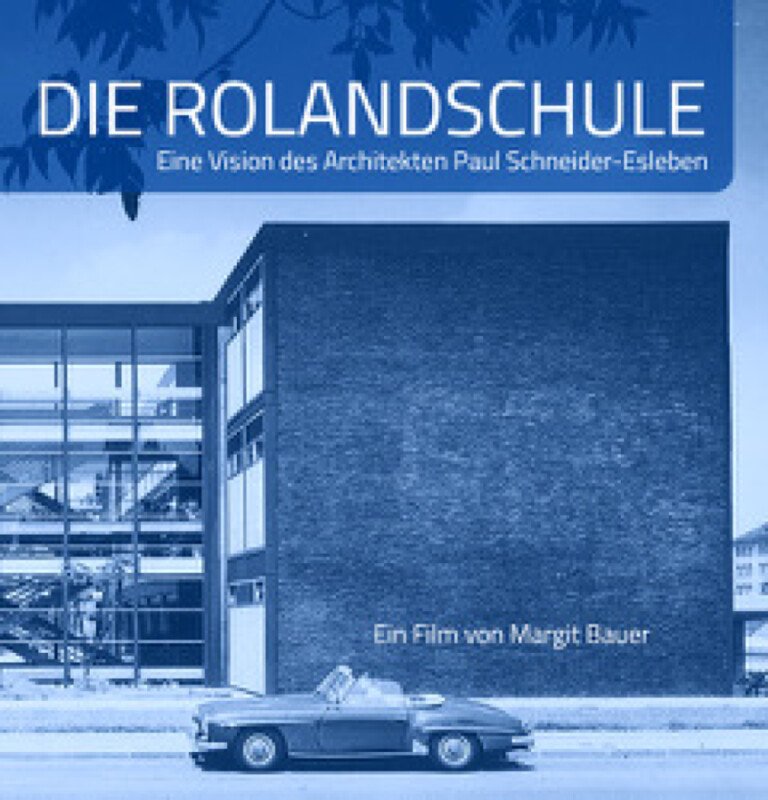 DIE ROLANDSCHULE
Eine Vision des Architekten Paul Schneider-Esleben
Ein Film von Margit Bauer